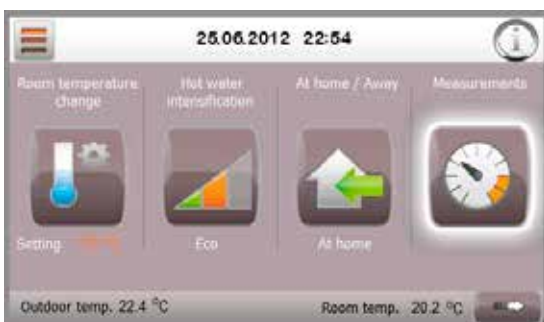 25.06.2012 22:54
Room temperature change
Hot water intensification
At home / Away
Measurements
Setting
Eco
At home
Outdoor temp. 22.4 °C
Room temp. 20.2 °C